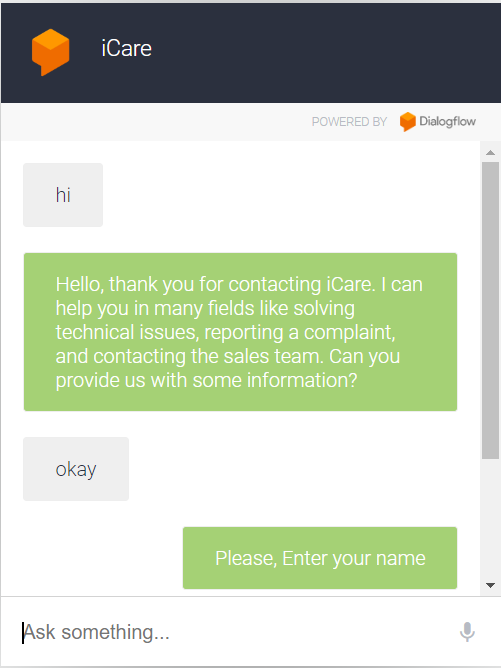 iCare
POWERED BY Dialogflow
hi
Hello, thank you for contacting iCare. I can
help you in many fields like solving
technical issues, reporting a complaint,
and contacting the sales team. Can you
provide us with some information?
okay
Please, Enter your name
Ask something...